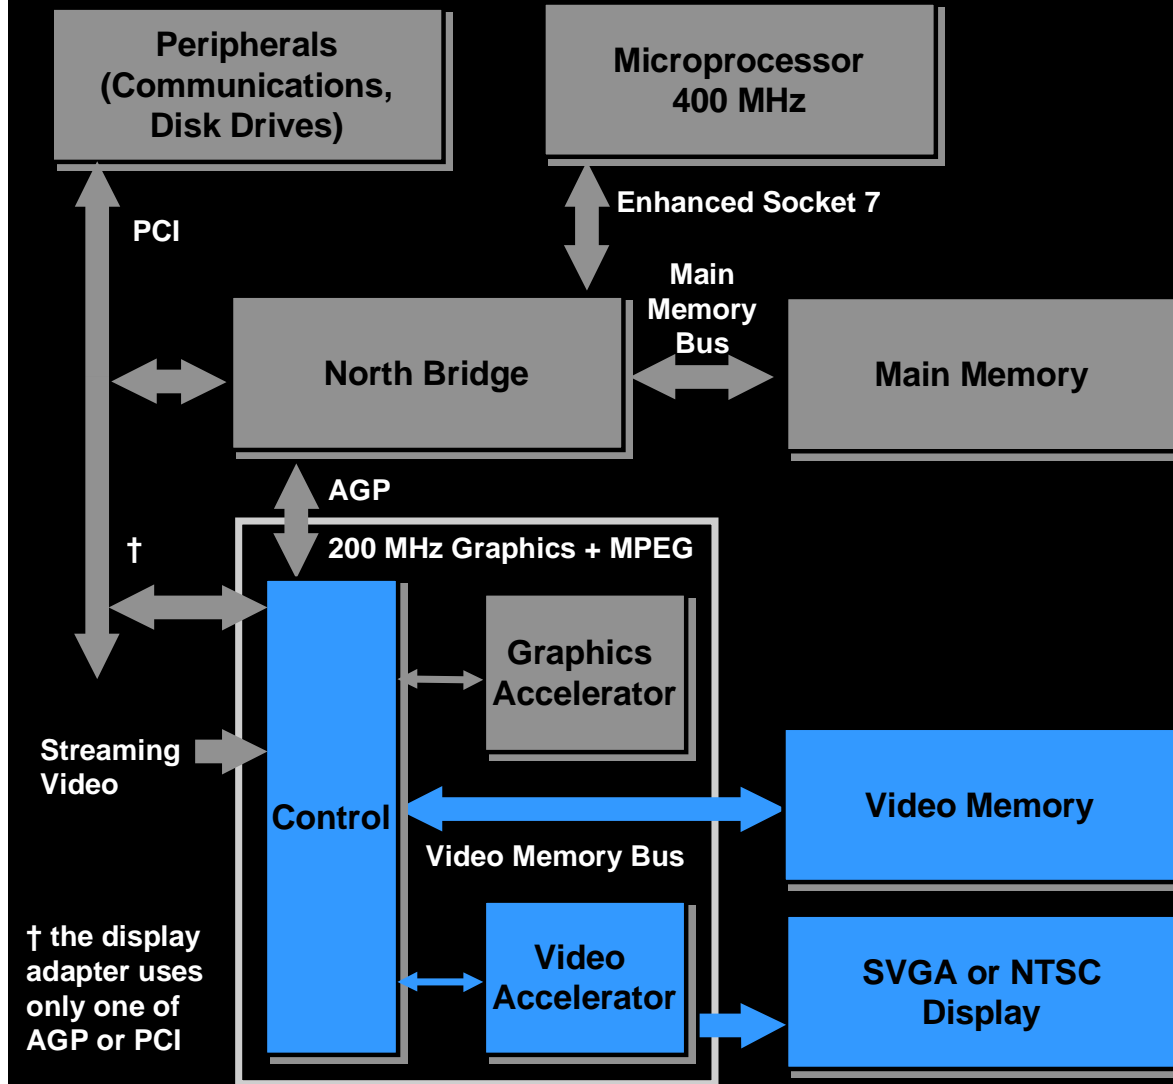 Peripherals
(Communications,
Disk Drives)
Microprocessor
400 MHz
PCI
Enhanced Socket 7
Main
Memory
Bus
North Bridge
Main Memory
AGP
†
200 MHz Graphics + MPEG
Graphics
Accelerator
Streaming
Video
Control
Video Memory
Video Memory Bus
† the display
adapter uses
only one of
AGP or PCI
Video
Accelerator
SVGA or NTSC
Display